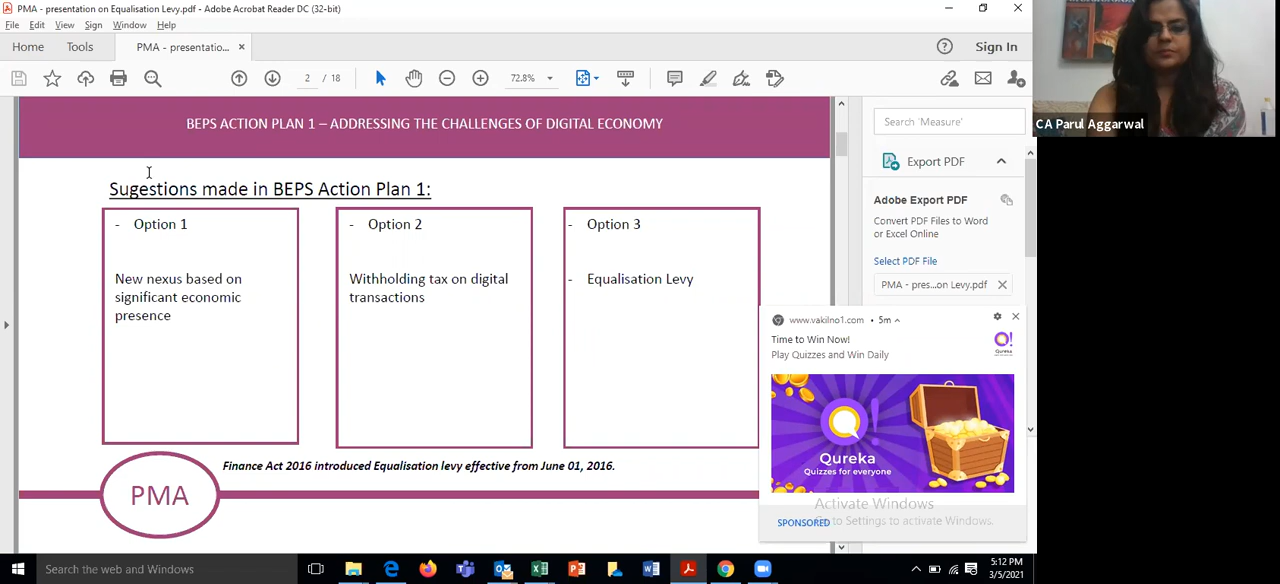 PMA - presentation on Equalisation Levy.pdf - Adobe Acrobat Reader DC (32-bit)
File Edit View Sign Window Help
Home Tools PMA - presentatio... × Sign In
2 / 18 72.8%
BEPS ACTION PLAN 1 – ADDRESSING THE CHALLENGES OF DIGITAL ECONOMY
Sugestions made in BEPS Action Plan 1:
- Option 1
New nexus based on
significant economic
presence
- Option 2
Withholding tax on digital
transactions
- Option 3
- Equalisation Levy
Finance Act 2016 introduced Equalisation levy effective from June 01, 2016.
PMA
CA Parul Aggarwal
Search 'Measure'
Export PDF
Adobe Export PDF
Convert PDF Files to Word
or Excel Online
Select PDF File
PMA - pres...on Levy.pdf
www.vakilno1.com • 5m
Time to Win Now!
Play Quizzes and Win Daily
Q!
Qureka
Quizzes for everyone
Activate Windows
Go to Settings to activate Windows.
SPONSORED
Search the web and Windows
5:12 PM
3/5/2021